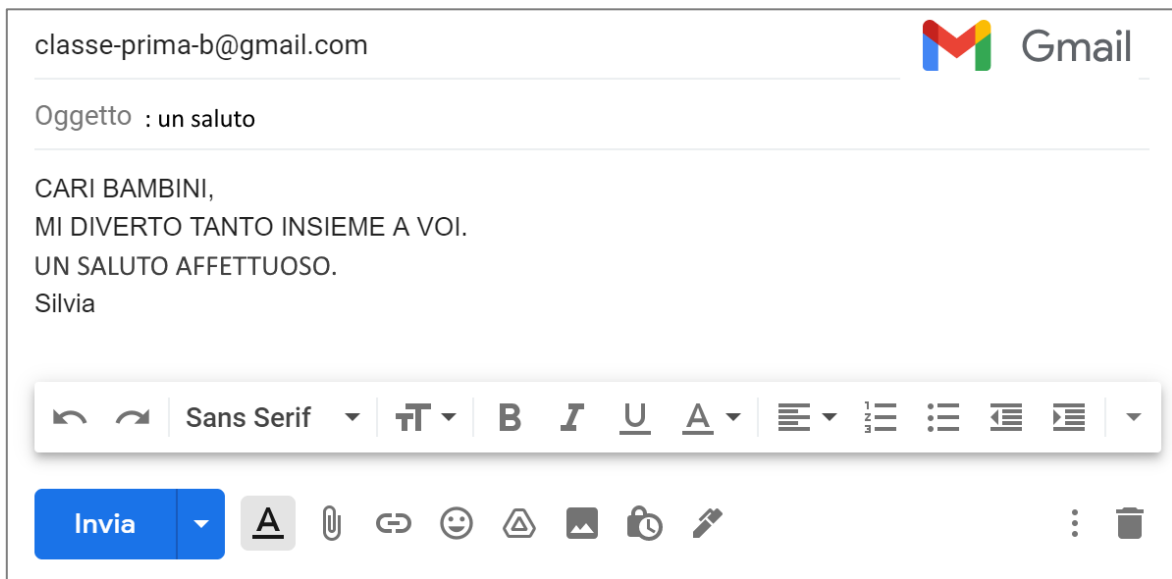 classe-prima-b@gmail.com
Gmail
Oggetto : un saluto
CARI BAMBINI,
MI DIVERTO TANTO INSIEME A VOI.
UN SALUTO AFFETTUOSO.
Silvia
Sans Serif
Invia